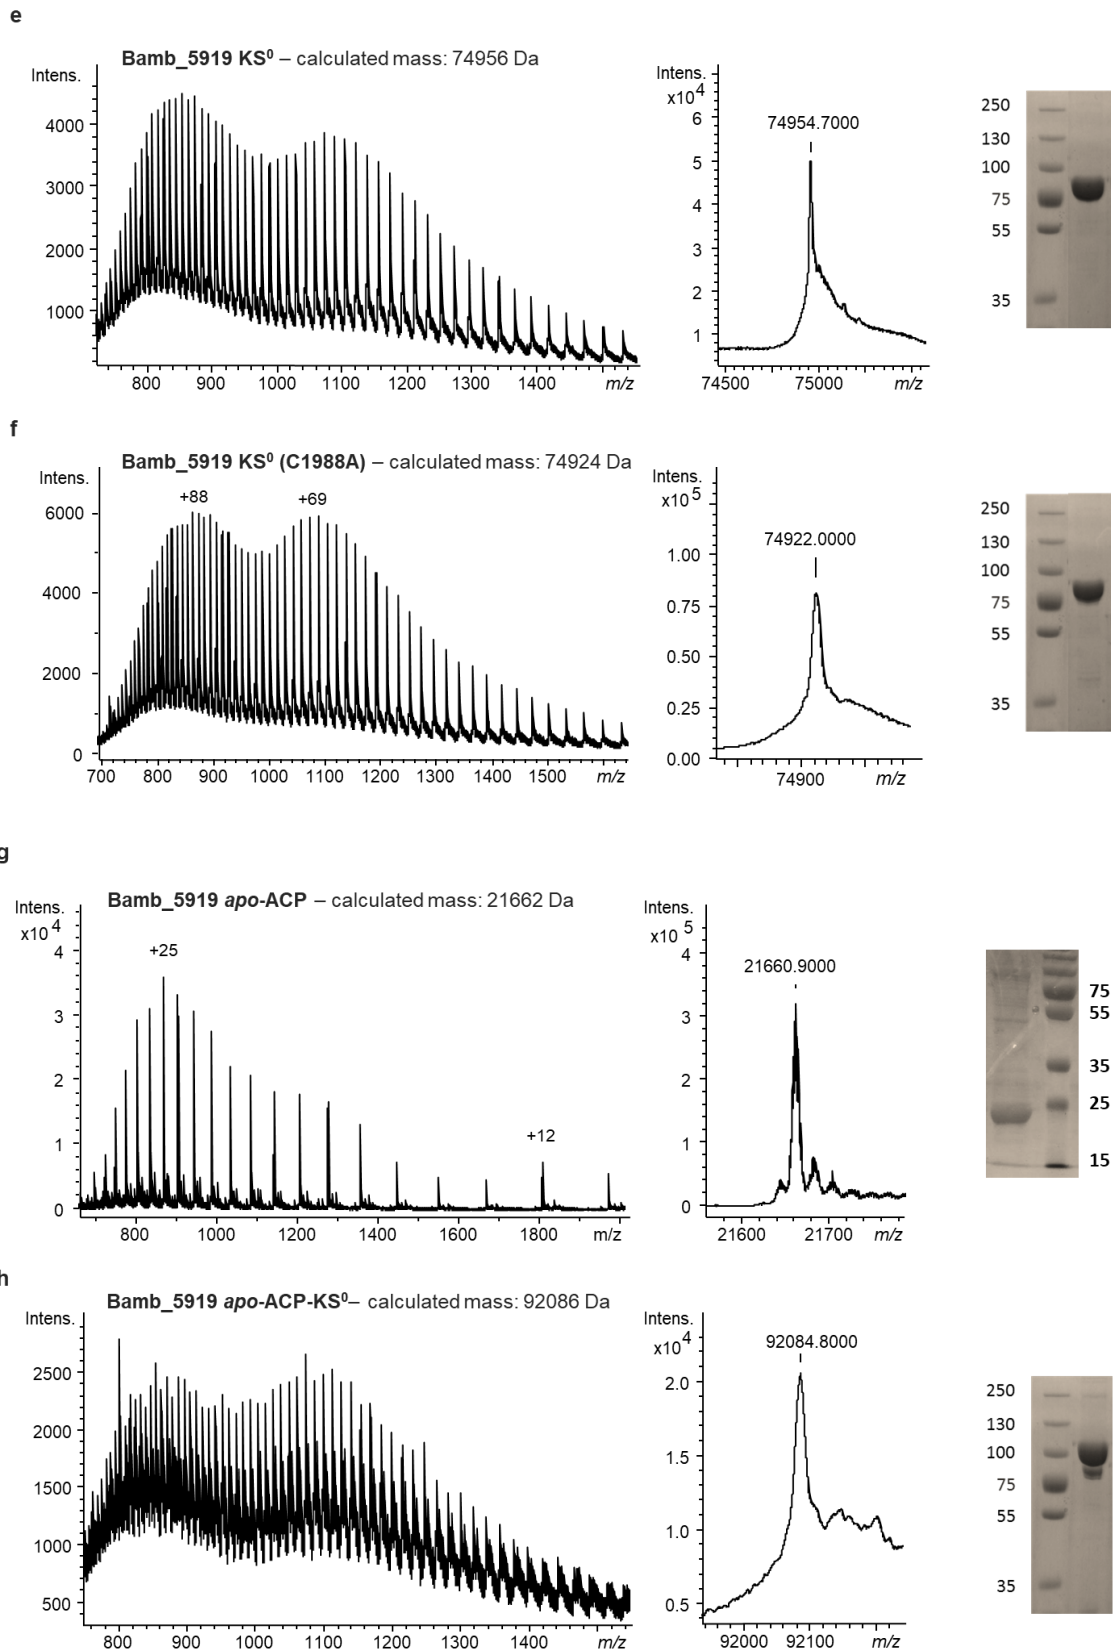 e
Bamb_5919 KS⁰ – calculated mass: 74956 Da
Intens.
4000
3000
2000
1000
800 900 1000 1100 1200 1300 1400 m/z
Intens.
x10⁴
74954.7000
6
5
4
3
2
1
74500 75000 m/z
250
130
100
75
55
35
f
Bamb_5919 KS⁰ (C1988A) – calculated mass: 74924 Da
Intens.
+88 +69
6000
4000
2000
0
700 800 900 1000 1100 1200 1300 1400 1500 m/z
Intens.
x10⁵
74922.0000
1.00
0.75
0.50
0.25
0.00
74900 m/z
250
130
100
75
55
35
g
Bamb_5919 apo-ACP – calculated mass: 21662 Da
Intens.
x10⁴
+25
+12
4
3
2
1
0
800 1000 1200 1400 1600 1800 m/z
Intens.
x10⁵
21660.9000
4
3
2
1
0
21600 21700 m/z
75
55
35
25
15
h
Bamb_5919 apo-ACP-KS⁰– calculated mass: 92086 Da
Intens.
2500
2000
1500
1000
500
800 900 1000 1100 1200 1300 1400 m/z
Intens.
x10⁴
92084.8000
2.0
1.5
1.0
0.5
92000 92100 m/z
250
130
100
75
55
35